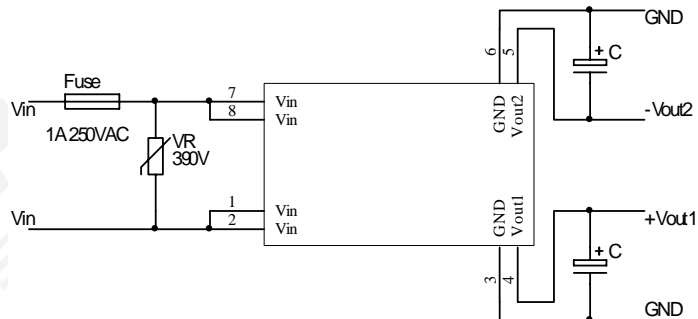 GND
6
5
+ C
Fuse
Vin
7
Vin
8
Vin
GND
Vout2
-Vout2
1A 250VAC
VR
390V
1
Vin
2
Vin
Vin
GND
Vout1
+Vout1
+ C
3
4
GND